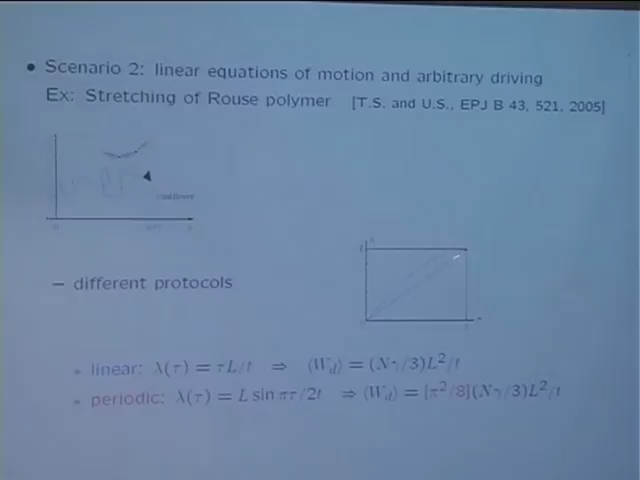 • Scenario 2: linear equations of motion and arbitrary driving
Ex: Stretching of Rouse polymer [T.S. and U.S., EPJ B 43, 521, 2005]
– different protocols
* linear: λ(τ) = τL/t ⇒ ⟨W_d⟩ = (Nγ/3)L²/t
* periodic: λ(τ) = L sin πτ/2t ⇒ ⟨W_d⟩ = [π²/8](Nγ/3)L²/t